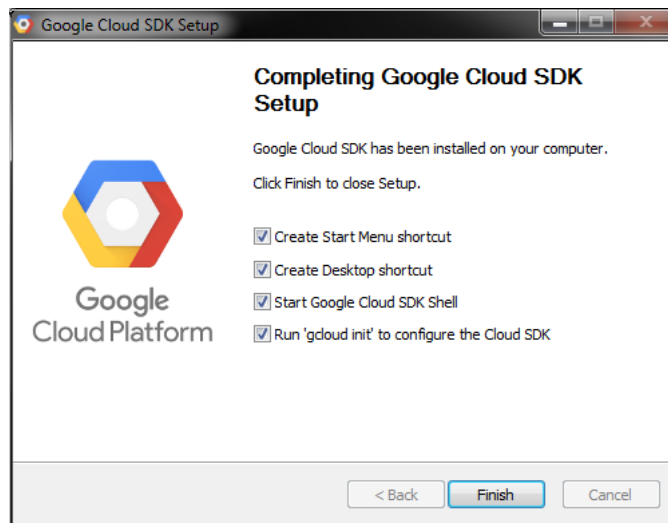 Google Cloud SDK Setup
Completing Google Cloud SDK
Setup
Google Cloud SDK has been installed on your computer.
Click Finish to close Setup.
Create Start Menu shortcut
Create Desktop shortcut
Start Google Cloud SDK Shell
Run 'gcloud init' to configure the Cloud SDK
Google
Cloud Platform
< Back
Finish
Cancel